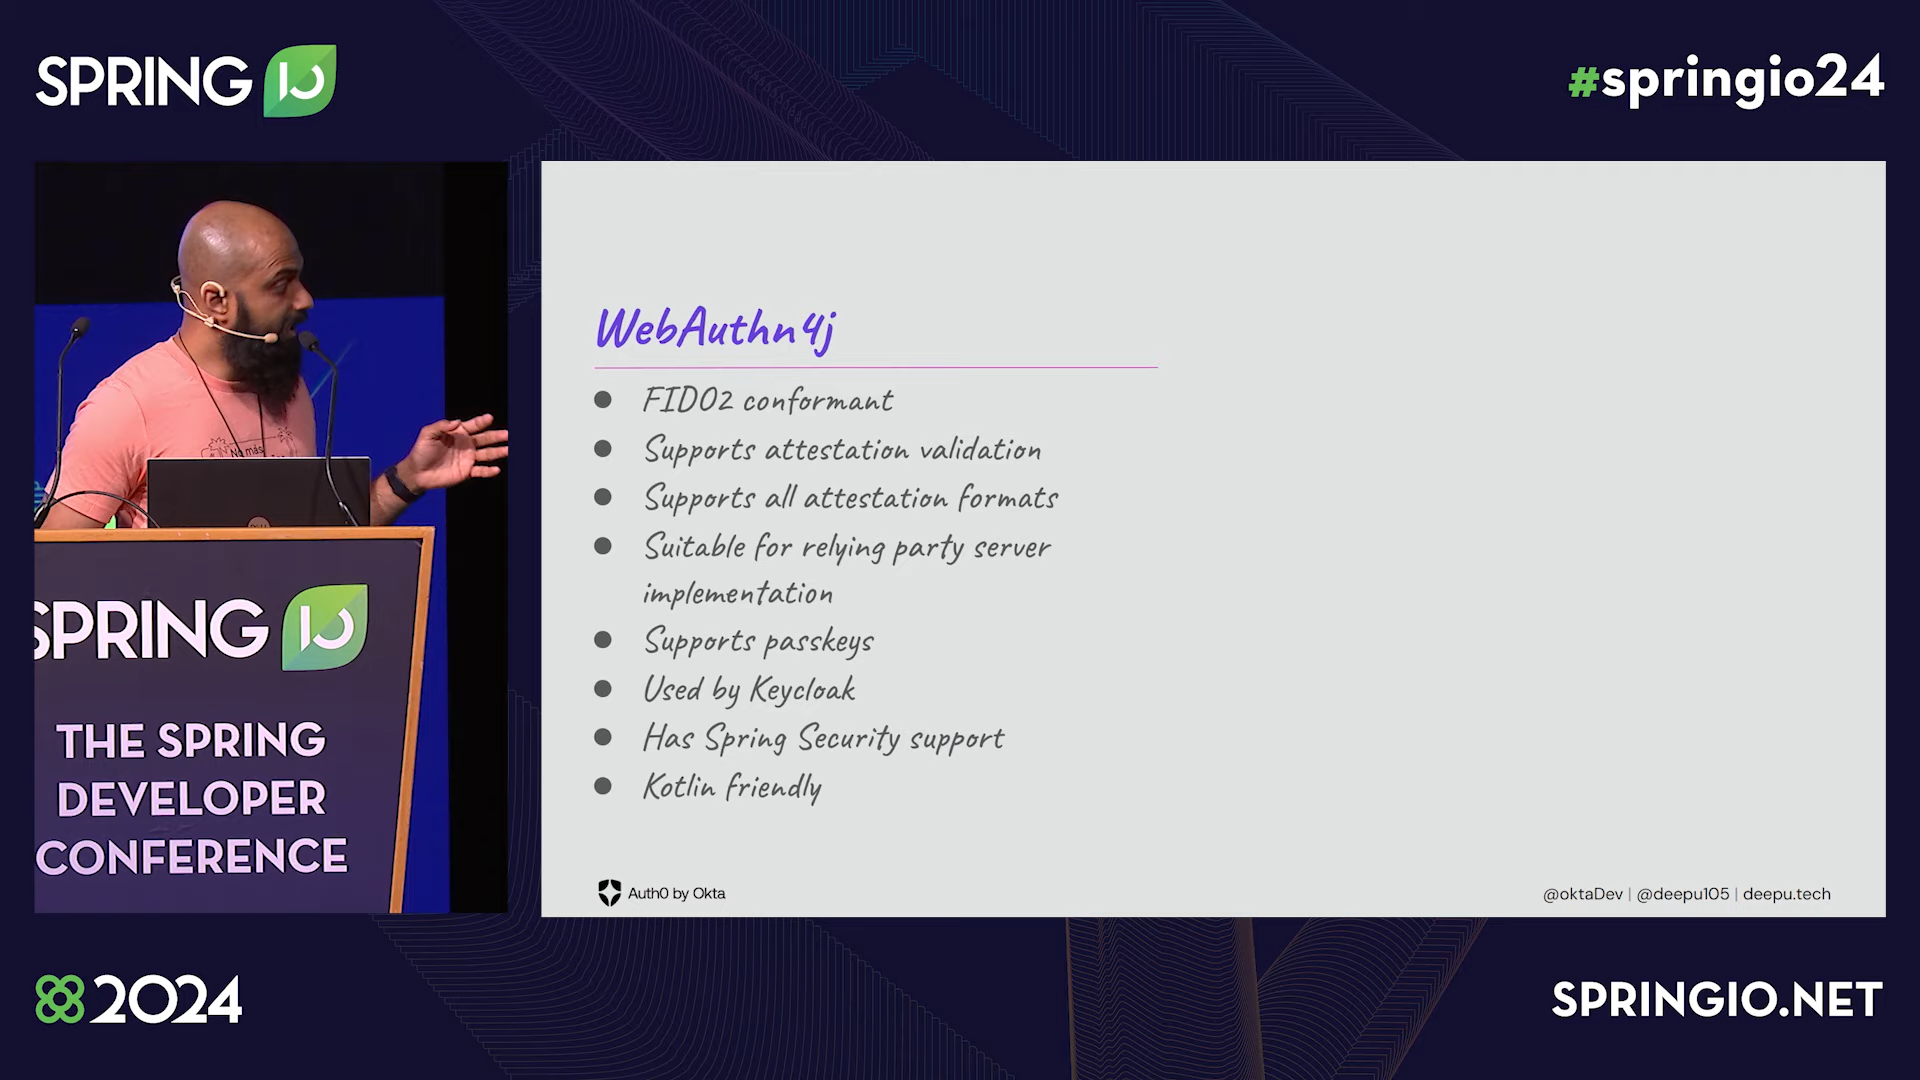 SPRING IO
#springio24
No más
SPRING IO
THE SPRING
DEVELOPER
CONFERENCE
WebAuthn4j
● FIDO2 conformant
● Supports attestation validation
● Supports all attestation formats
● Suitable for relying party server
implementation
● Supports passkeys
● Used by Keycloak
● Has Spring Security support
● Kotlin friendly
Auth0 by Okta
@oktaDev | @deepu105 | deepu.tech
2024
SPRINGIO.NET